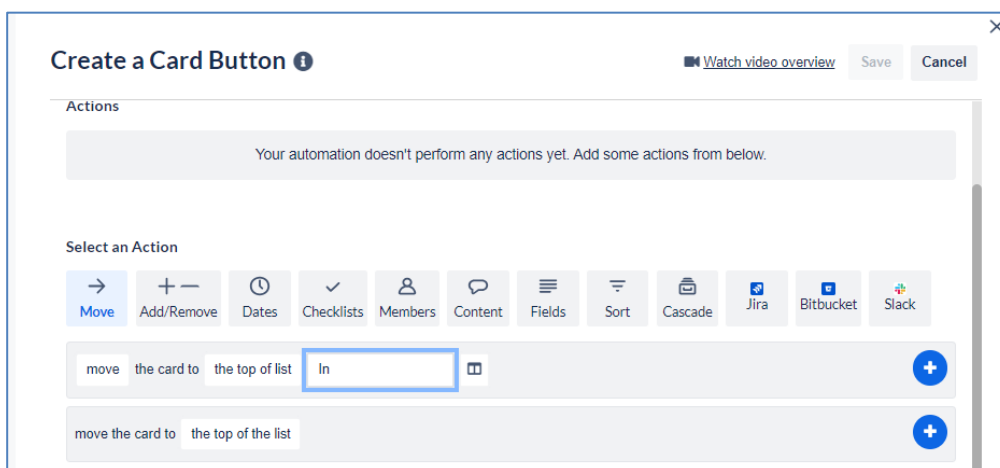 Create a Card Button
Watch video overview Save Cancel
Actions
Your automation doesn't perform any actions yet. Add some actions from below.
Select an Action
Move Add/Remove Dates Checklists Members Content Fields Sort Cascade Jira Bitbucket Slack
move the card to the top of list In
move the card to the top of the list